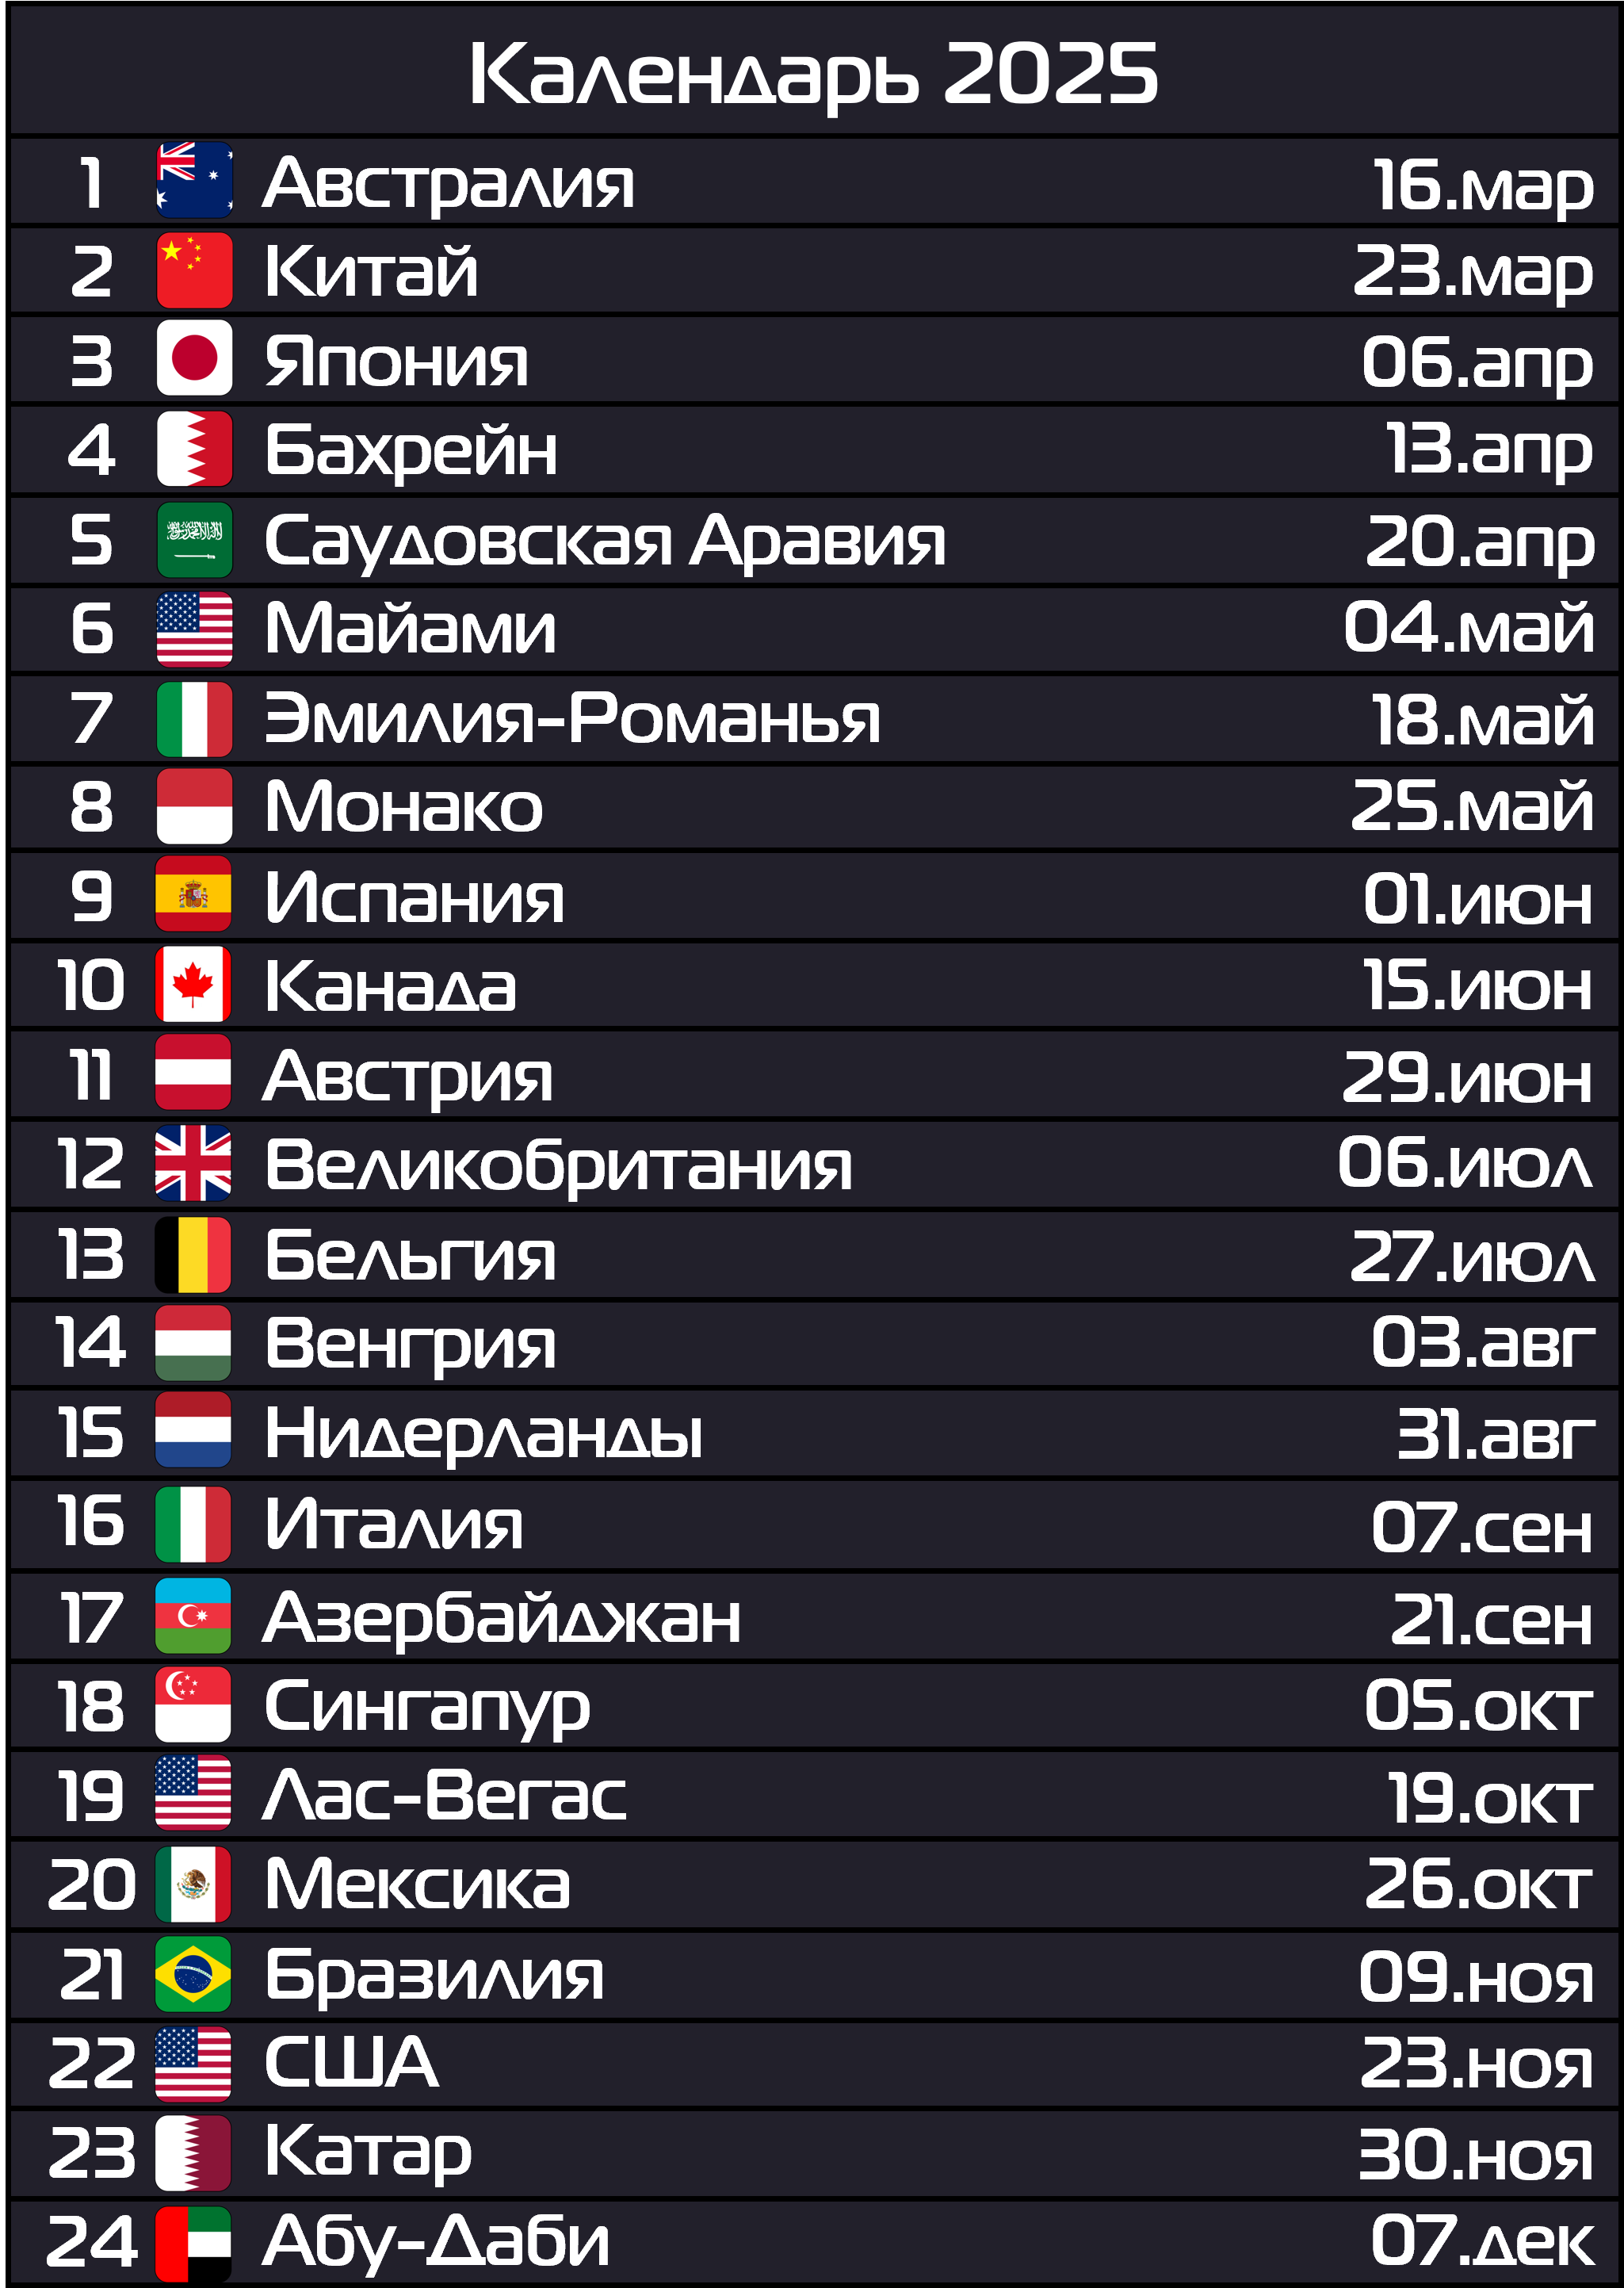 Календарь 2025
1 Австралия 16.мар
2 Китай 23.мар
3 Япония 06.апр
4 Бахрейн 13.апр
5 Саудовская Аравия 20.апр
6 Майами 04.май
7 Эмилия-Романья 18.май
8 Монако 25.май
9 Испания 01.июн
10 Канада 15.июн
11 Австрия 29.июн
12 Великобритания 06.июл
13 Бельгия 27.июл
14 Венгрия 03.авг
15 Нидерланды 31.авг
16 Италия 07.сен
17 Азербайджан 21.сен
18 Сингапур 05.окт
19 Лас-Вегас 19.окт
20 Мексика 26.окт
21 Бразилия 09.ноя
22 США 23.ноя
23 Катар 30.ноя
24 Абу-Даби 07.дек